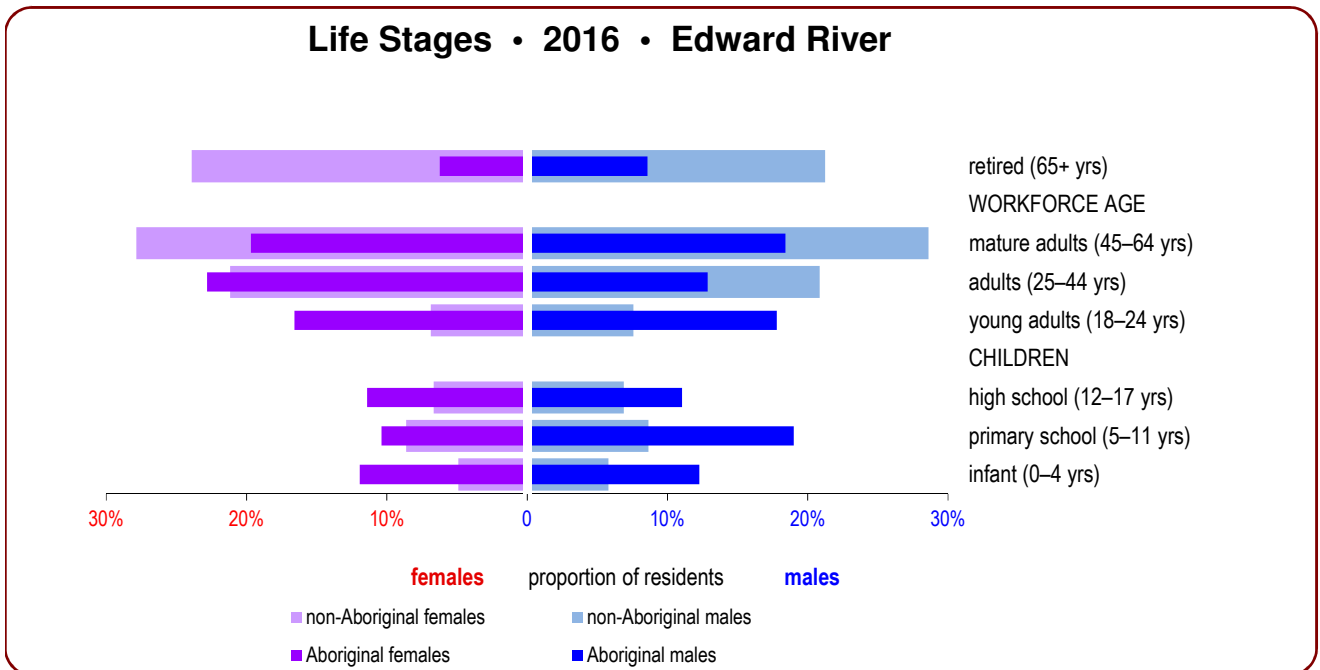 Life Stages • 2016 • Edward River
retired (65+ yrs)
WORKFORCE AGE
mature adults (45–64 yrs)
adults (25–44 yrs)
young adults (18–24 yrs)
CHILDREN
high school (12–17 yrs)
primary school (5–11 yrs)
infant (0–4 yrs)
30% 20% 10% 0 10% 20% 30%
females proportion of residents males
non-Aboriginal females non-Aboriginal males
Aboriginal females Aboriginal males